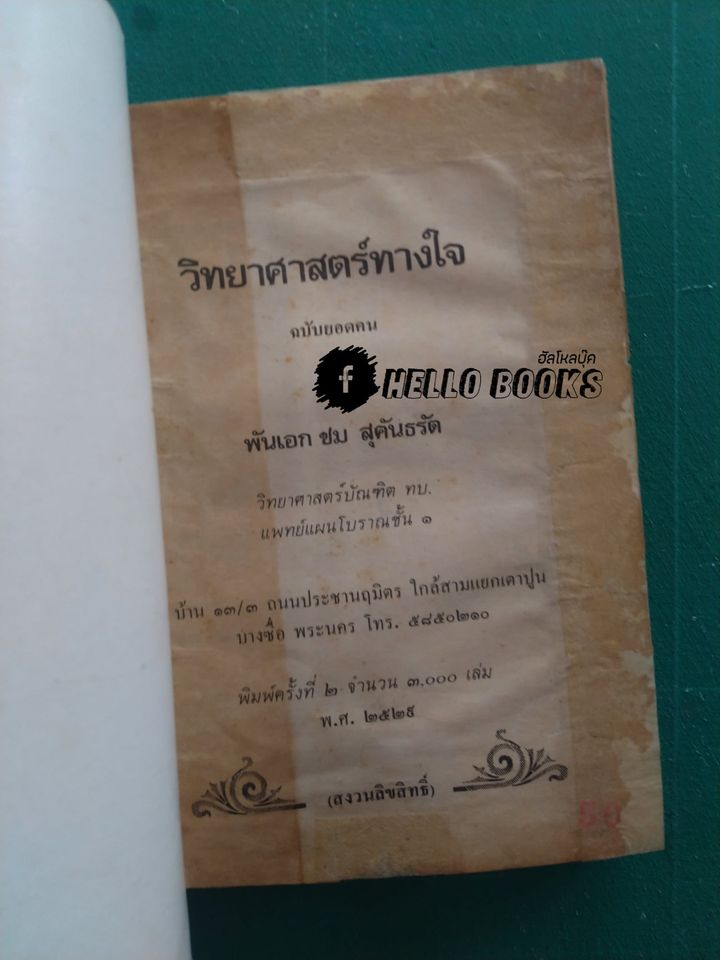 วิทยาศาสตร์ทางใจ
ฉบับยอดคน
ฮัลโหลบุ๊ค
f HELLO BOOKS
พันเอก ชม สุคันธรัต
วิทยาศาสตร์บัณฑิต ทบ.
แพทย์แผนโบราณชั้น ๑
บ้าน ๑๓/๓ ถนนประชานฤมิตร ใกล้สามแยกเตาปูน
บางซื่อ พระนคร โทร. ๕๘๕๐๒๑๐
พิมพ์ครั้งที่ ๒ จำนวน ๓,๐๐๐ เล่ม
พ.ศ. ๒๕๒๙
(สงวนลิขสิทธิ์)
50